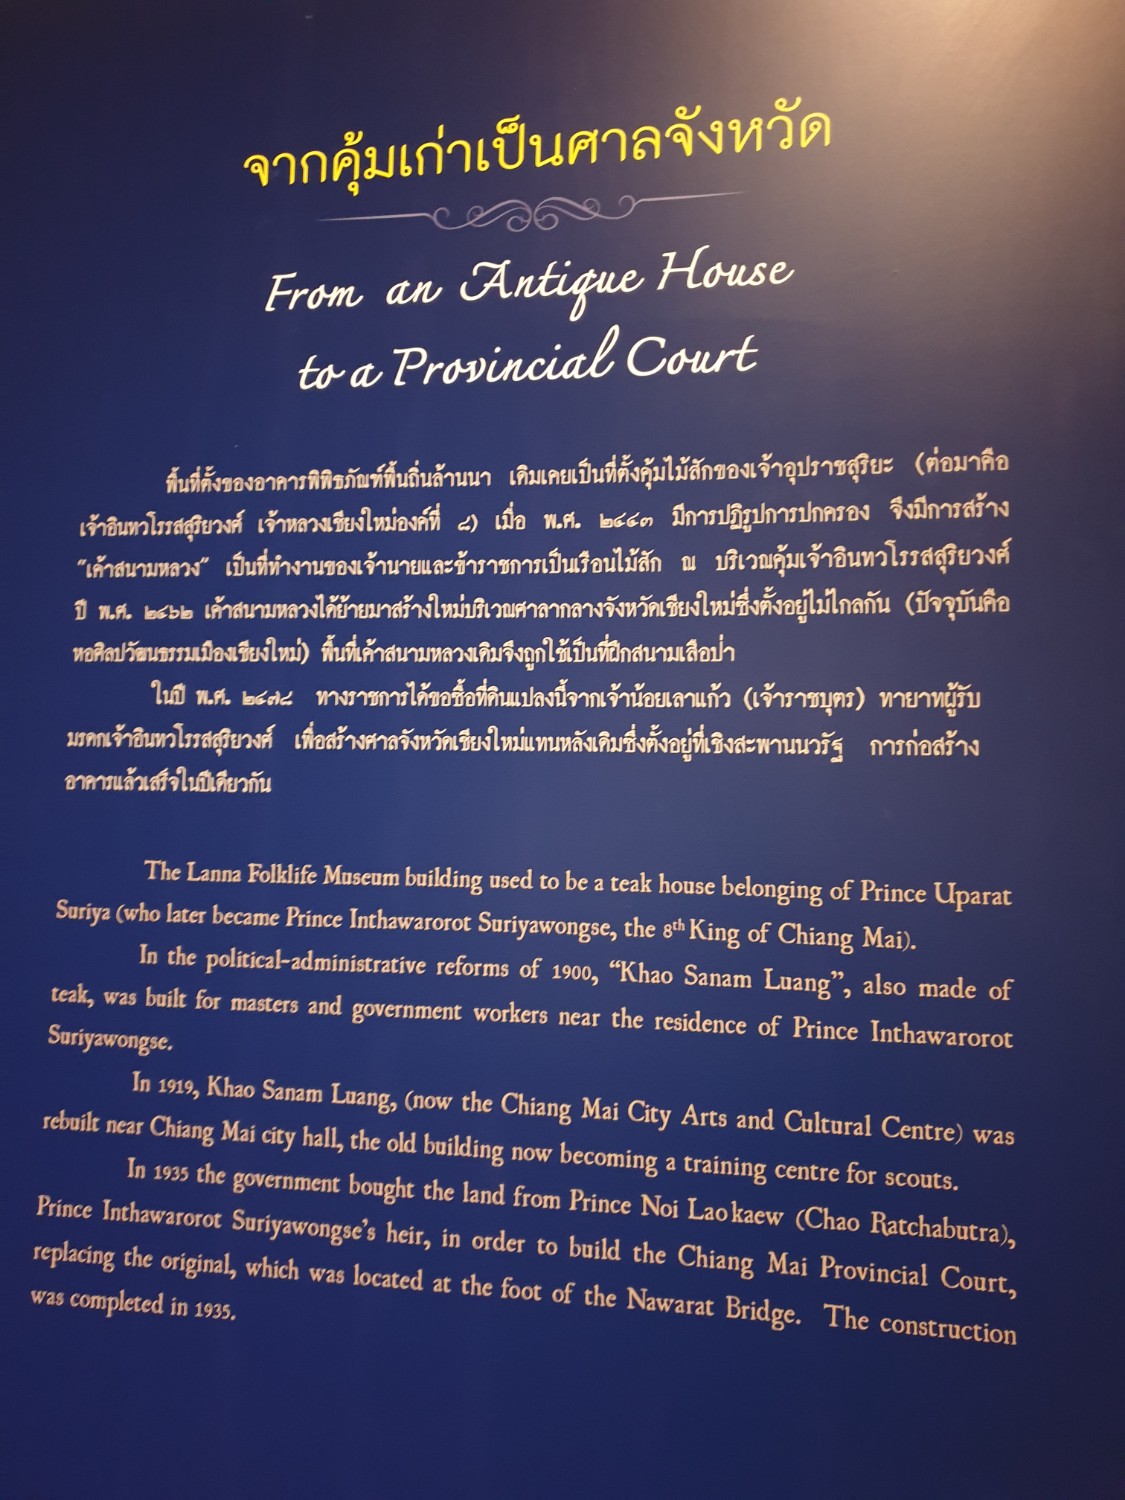 จากคุ้มเก่าเป็นศาลจังหวัด
From an Antique House
to a Provincial Court
พื้นที่ตั้งของอาคารพิพิธภัณฑ์พื้นถิ่นล้านนา เดิมเคยเป็นที่ตั้งคุ้มไม้สักของเจ้าอุปราชสุริยะ (ต่อมาคือ
เจ้าอินทวโรรสสุริยวงศ์ เจ้าหลวงเชียงใหม่องค์ที่ ๘) เมื่อ พ.ศ. ๒๔๔๓ มีการปฏิรูปการปกครอง จึงมีการสร้าง
"เค้าสนามหลวง" เป็นที่ทำงานของเจ้านายและข้าราชการเป็นเรือนไม้สัก ณ บริเวณคุ้มเจ้าอินทวโรรสสุริยวงศ์
ปี พ.ศ. ๒๔๖๒ เค้าสนามหลวงได้ย้ายมาสร้างใหม่บริเวณศาลากลางจังหวัดเชียงใหม่ซึ่งตั้งอยู่ไม่ไกลกัน (ปัจจุบันคือ
หอศิลปวัฒนธรรมเมืองเชียงใหม่) พื้นที่เค้าสนามหลวงเดิมจึงถูกใช้เป็นที่ฝึกสนามเสือป่า
ในปี พ.ศ. ๒๔๗๘ ทางราชการได้ขอซื้อที่ดินแปลงนี้จากเจ้าน้อยเลาแก้ว (เจ้าราชบุตร) ทายาทผู้รับ
มรดกเจ้าอินทวโรรสสุริยวงศ์ เพื่อสร้างศาลจังหวัดเชียงใหม่แทนหลังเดิมซึ่งตั้งอยู่ที่เชิงสะพานนวรัฐ การก่อสร้าง
อาคารแล้วเสร็จในปีเดียวกัน
The Lanna Folklife Museum building used to be a teak house belonging of Prince Uparat
Suriya (who later became Prince Inthawarorot Suriyawongse, the 8th King of Chiang Mai).
In the political-administrative reforms of 1900, “Khao Sanam Luang”, also made of
teak, was built for masters and government workers near the residence of Prince Inthawarorot
Suriyawongse.
In 1919, Khao Sanam Luang, (now the Chiang Mai City Arts and Cultural Centre) was
rebuilt near Chiang Mai city hall, the old building now becoming a training centre for scouts.
In 1935 the government bought the land from Prince Noi Laokaew (Chao Ratchabutra),
Prince Inthawarorot Suriyawongse's heir, in order to build the Chiang Mai Provincial Court,
replacing the original, which was located at the foot of the Nawarat Bridge. The construction
was completed in 1935.